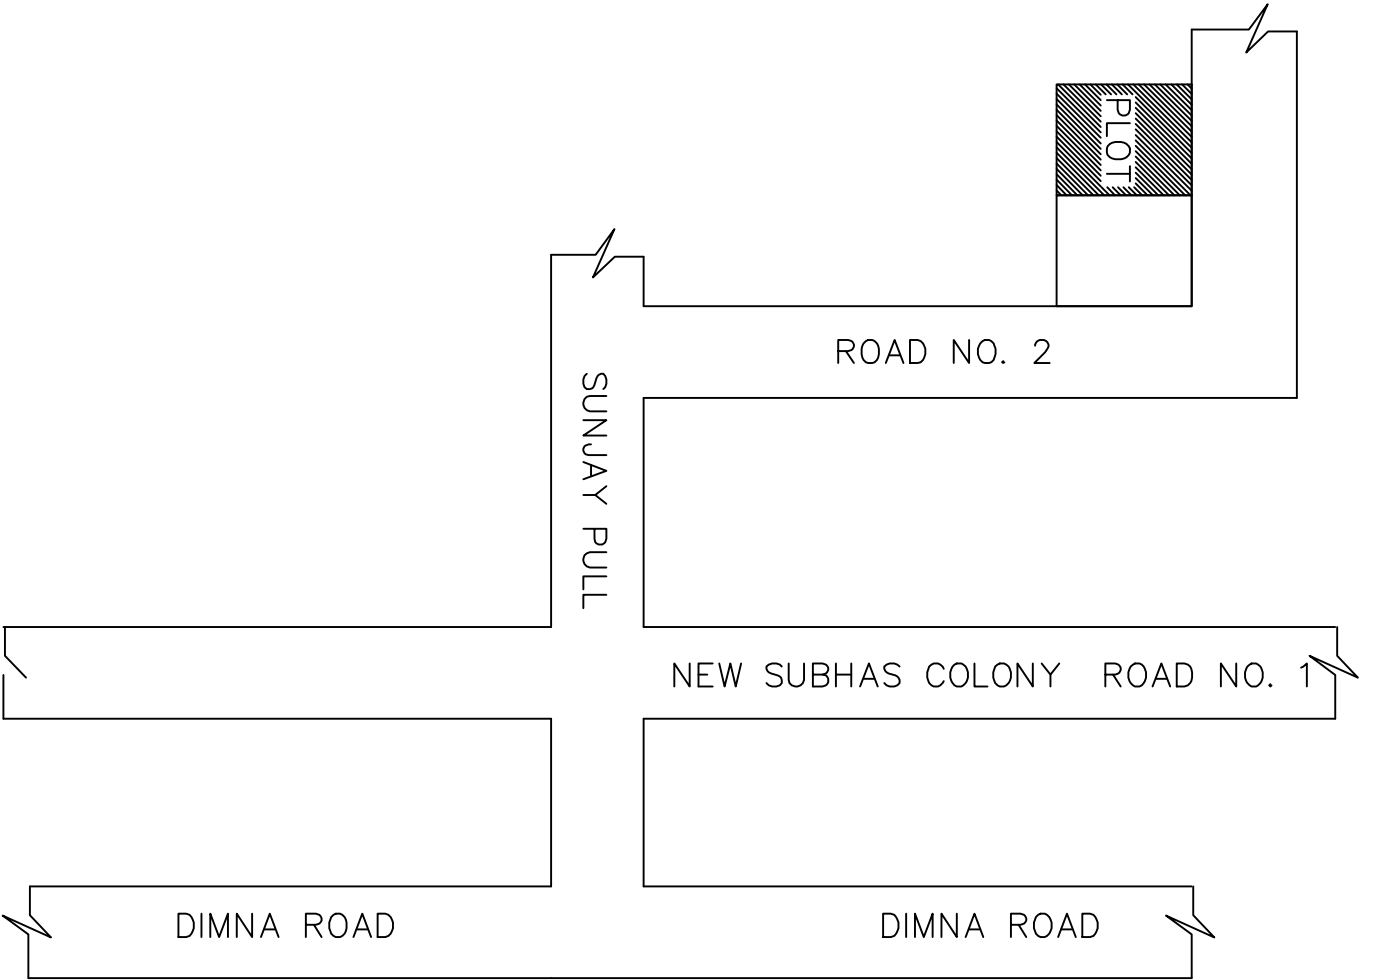 PLOT
ROAD NO. 2
SUNJAY PULL
NEW SUBHAS COLONY ROAD NO. 1
DIMNA ROAD
DIMNA ROAD